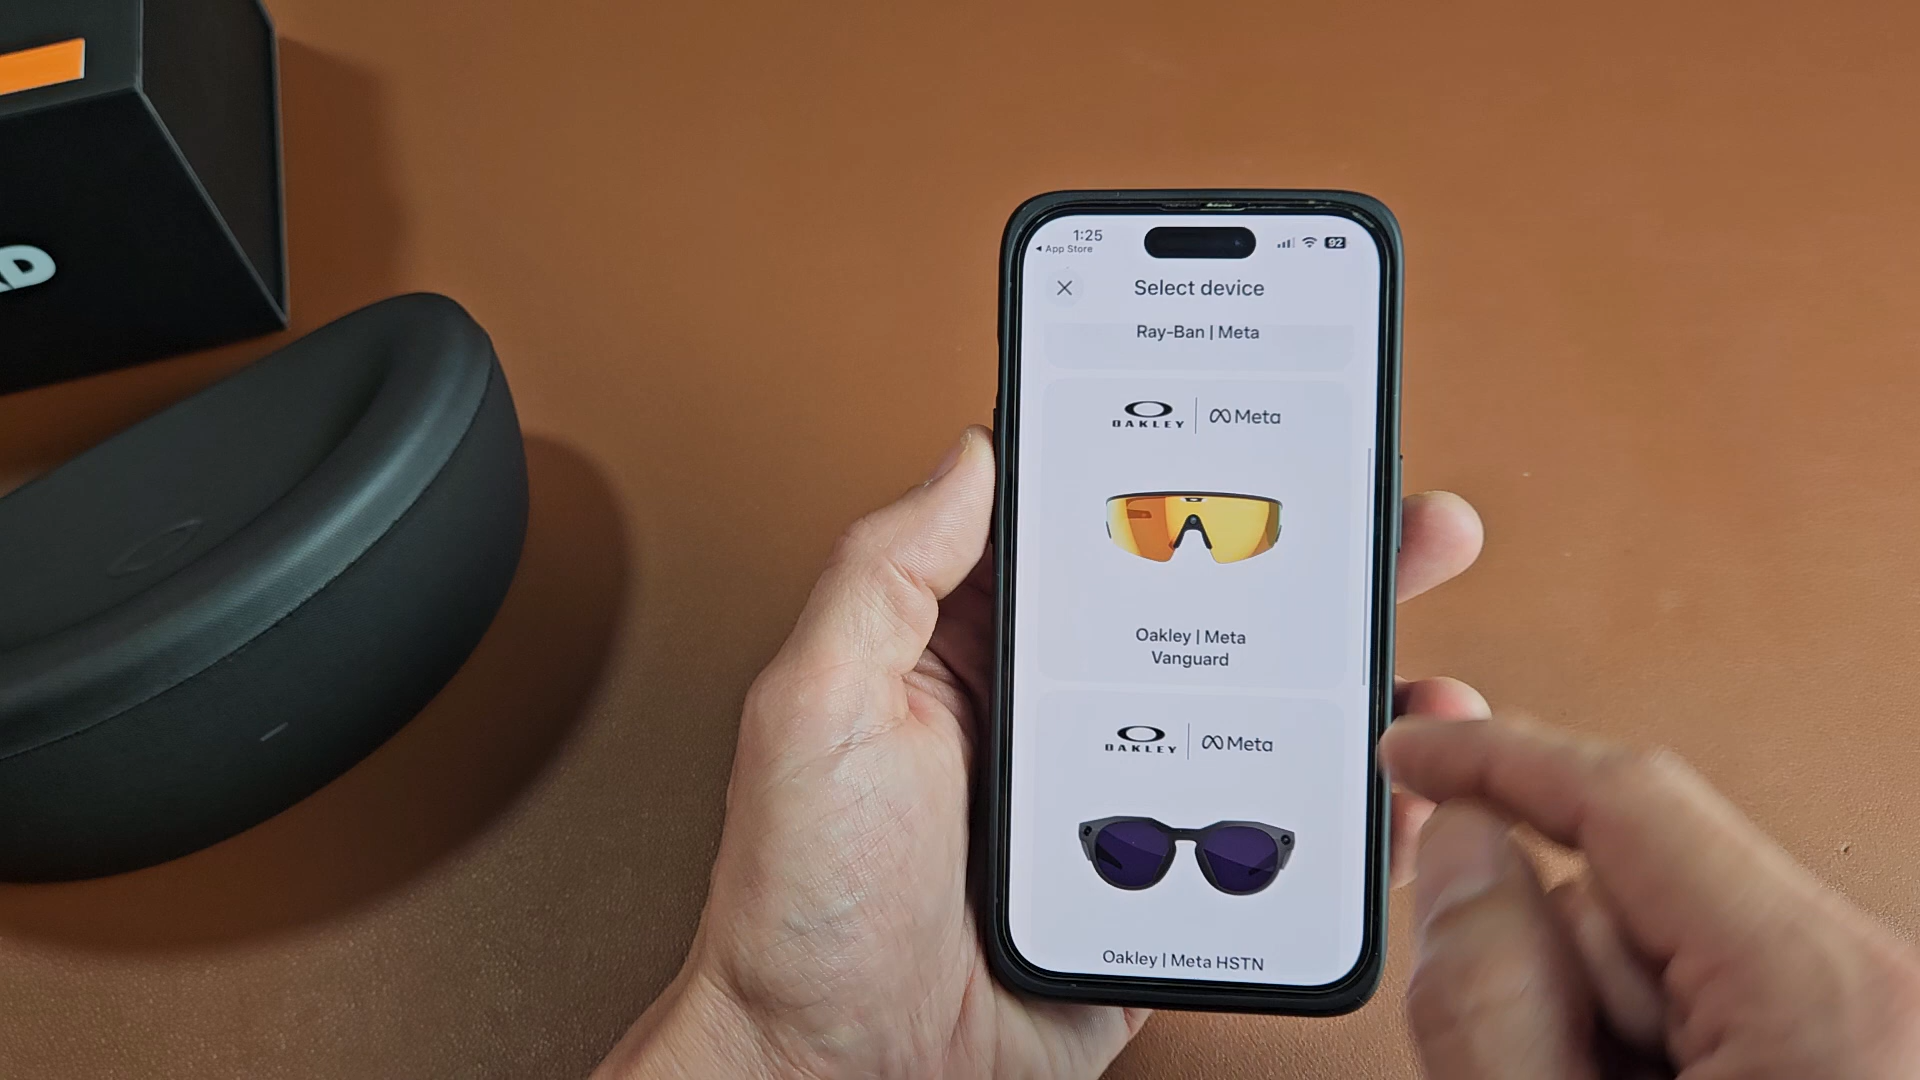 1:25
92
◂ App Store
Select device
Ray-Ban | Meta
OAKLEY | Meta
Oakley | Meta
Vanguard
OAKLEY | Meta
Oakley | Meta HSTN